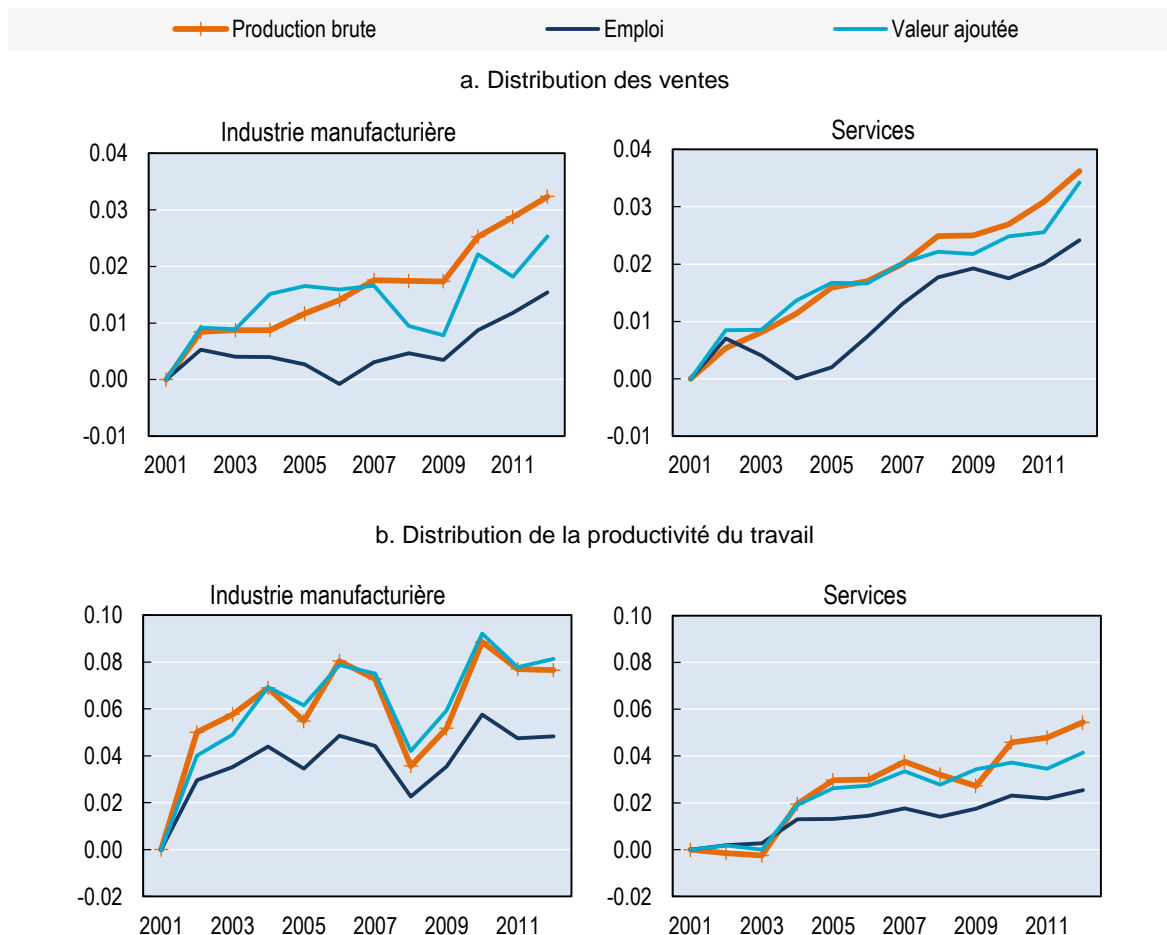 Production brute
Emploi
Valeur ajoutée
a. Distribution des ventes
Industrie manufacturière
0.04
0.03
0.02
0.01
0.00
-0.01
2001 2003 2005 2007 2009 2011
Services
0.04
0.03
0.02
0.01
0.00
-0.01
2001 2003 2005 2007 2009 2011
b. Distribution de la productivité du travail
Industrie manufacturière
0.10
0.08
0.06
0.04
0.02
0.00
-0.02
2001 2003 2005 2007 2009 2011
Services
0.10
0.08
0.06
0.04
0.02
0.00
-0.02
2001 2003 2005 2007 2009 2011